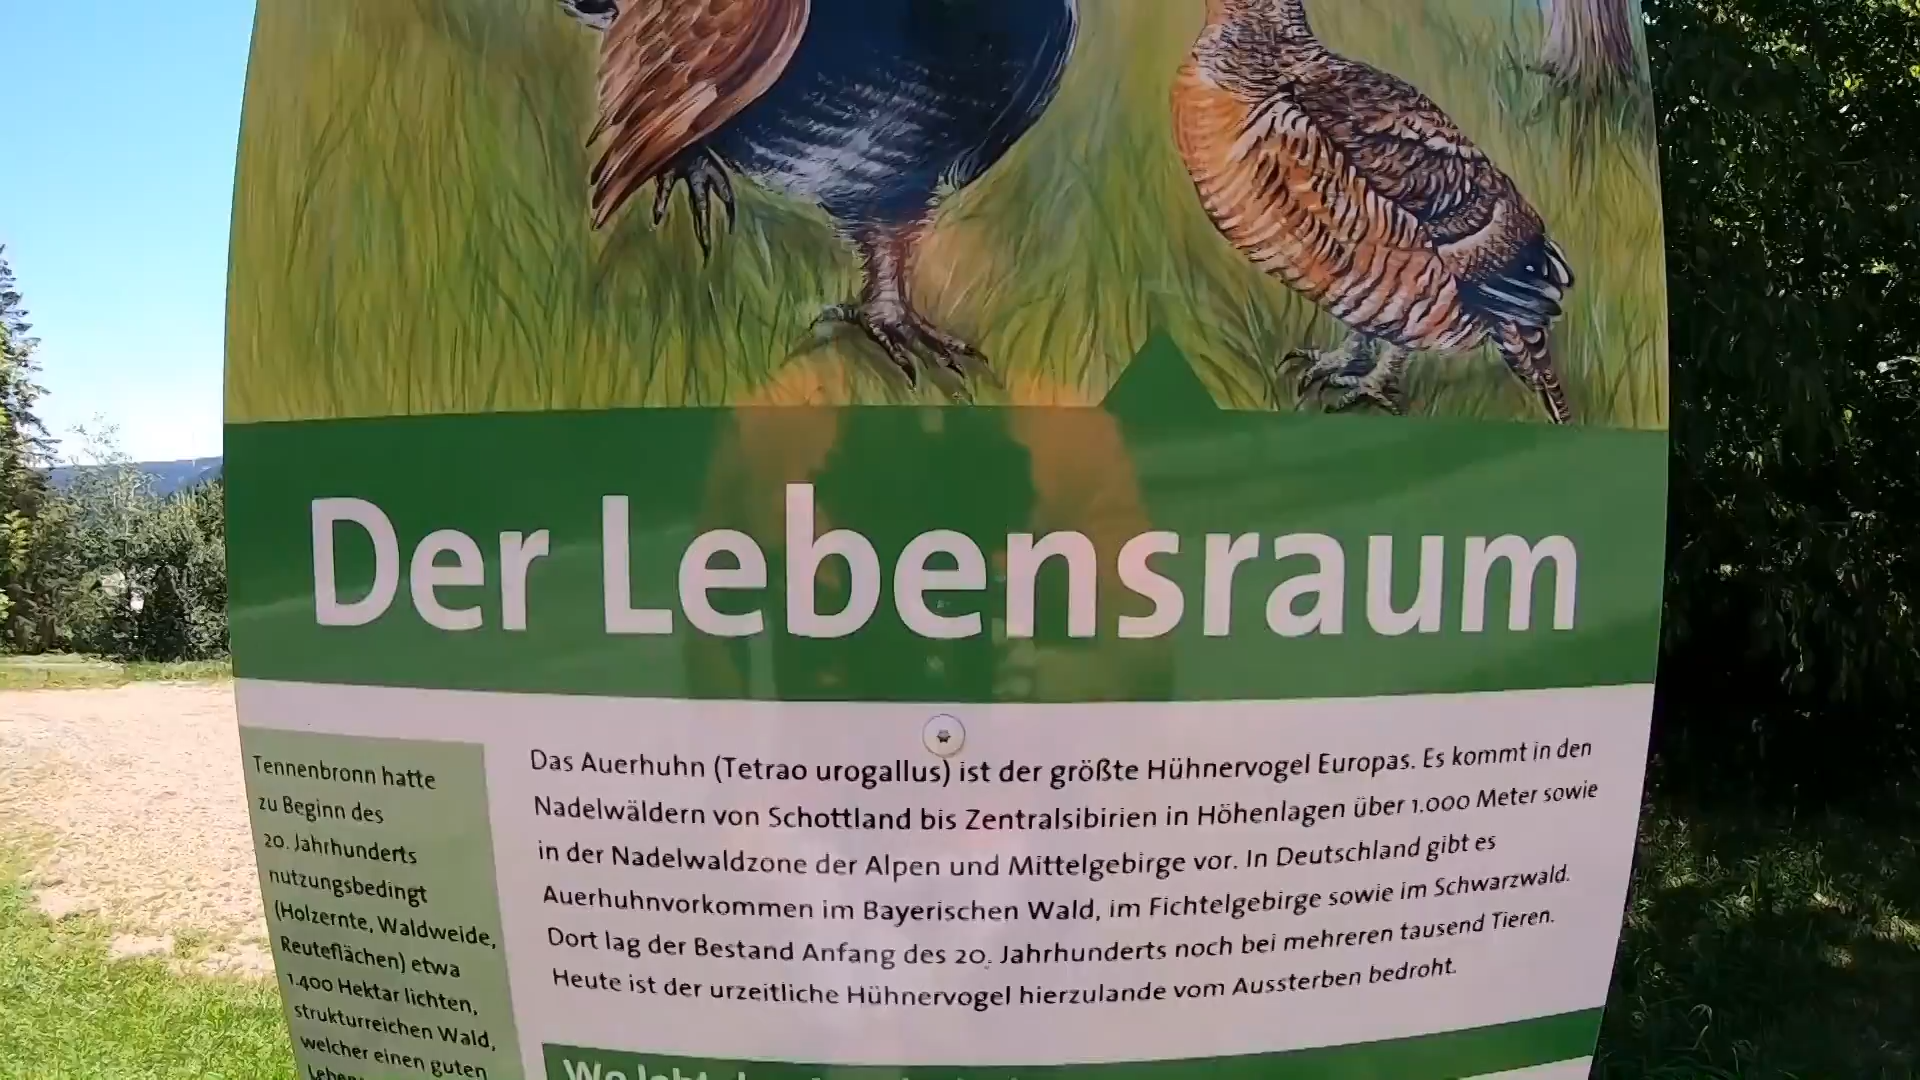 Der Lebensraum
Tennenbronn hatte
zu Beginn des
20. Jahrhunderts
nutzungsbedingt
(Holzernte, Waldweide,
Reuteflächen) etwa
1.400 Hektar lichten,
strukturreichen Wald,
welcher einen guten
Das Auerhuhn (Tetrao urogallus) ist der größte Hühnervogel Europas. Es kommt in den
Nadelwäldern von Schottland bis Zentralsibirien in Höhenlagen über 1.000 Meter sowie
in der Nadelwaldzone der Alpen und Mittelgebirge vor. In Deutschland gibt es
Auerhuhnvorkommen im Bayerischen Wald, im Fichtelgebirge sowie im Schwarzwald.
Dort lag der Bestand Anfang des 20. Jahrhunderts noch bei mehreren tausend Tieren.
Heute ist der urzeitliche Hühnervogel hierzulande vom Aussterben bedroht.